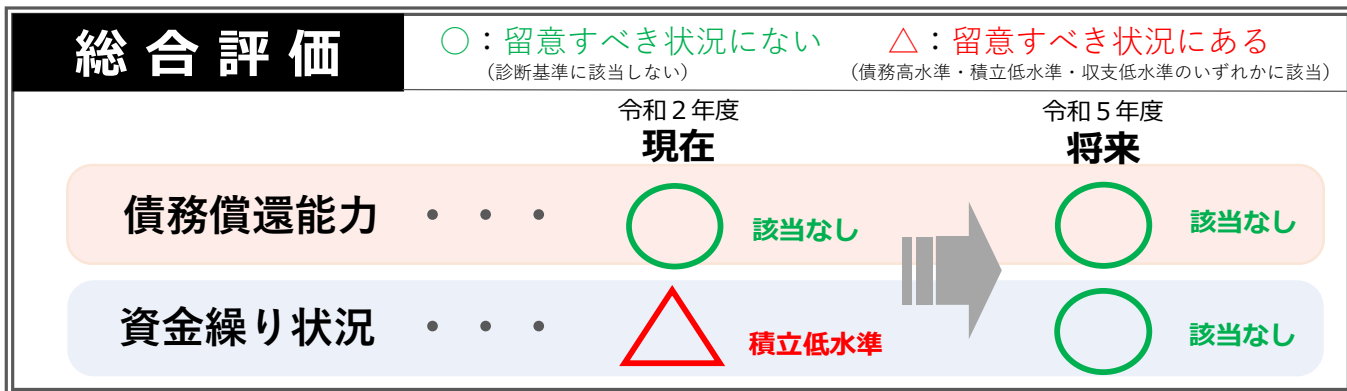 総合評価
○：留意すべき状況にない
（診断基準に該当しない）
△：留意すべき状況にある
（債務高水準・積立低水準・収支低水準のいずれかに該当）
令和２年度
現在
令和５年度
将来
債務償還能力 ・・・ 該当なし 該当なし
資金繰り状況 ・・・ 積立低水準 該当なし